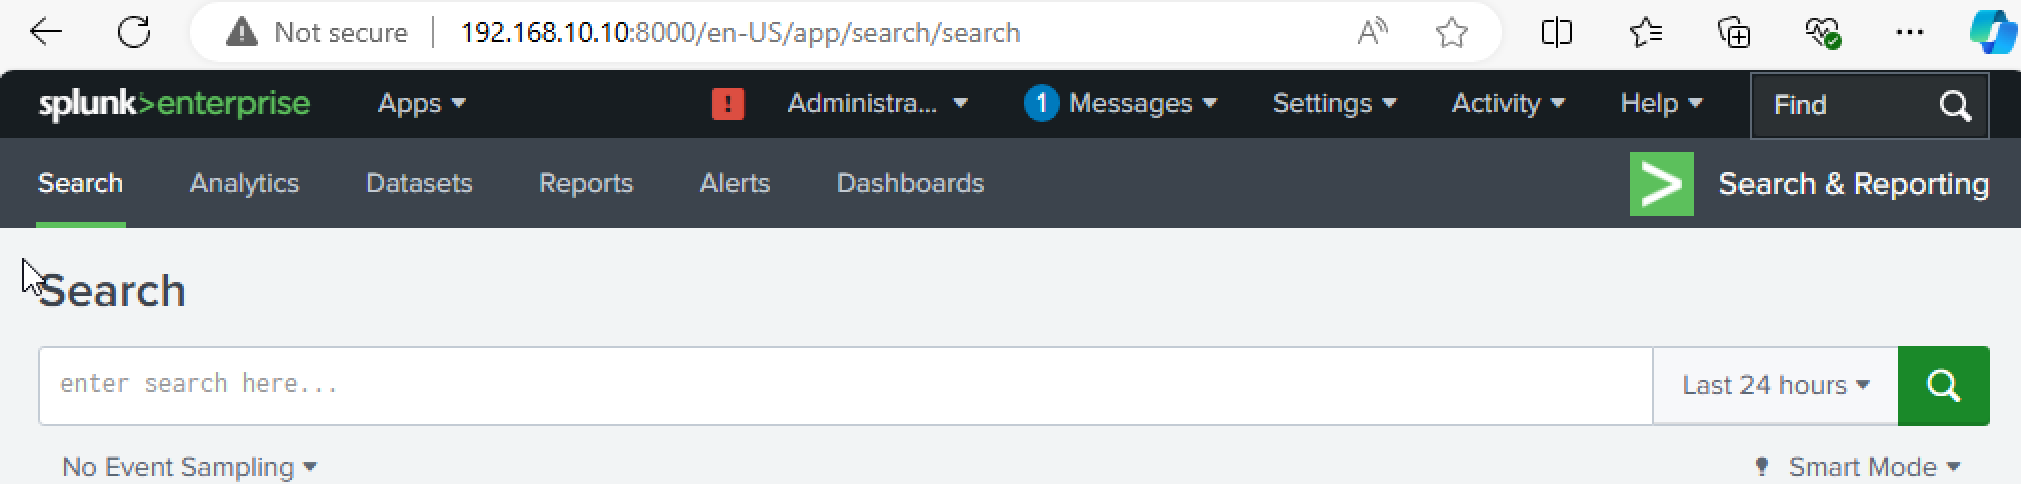 Not secure 192.168.10.10:8000/en-US/app/search/search
splunk>enterprise Apps ! Administra... 1 Messages Settings Activity Help Find
Search Analytics Datasets Reports Alerts Dashboards > Search & Reporting
Search
enter search here... Last 24 hours
No Event Sampling Smart Mode